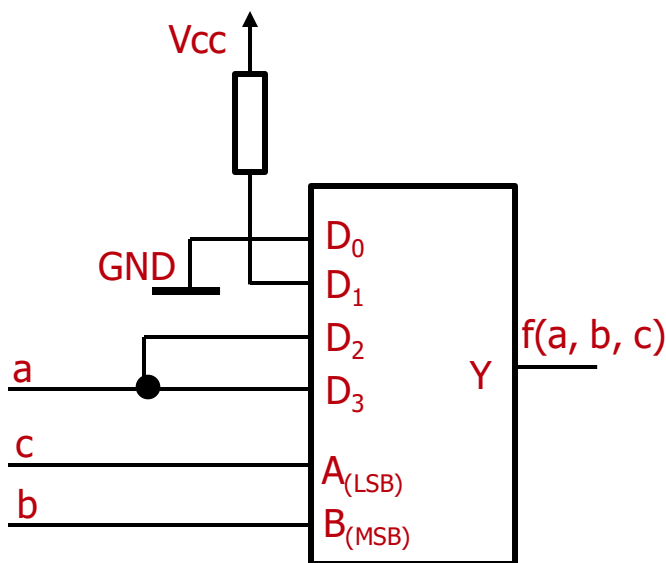 Vcc
D₀
GND
D₁
D₂
f(a, b, c)
a
D₃
Y
c
A(LSB)
b
B(MSB)